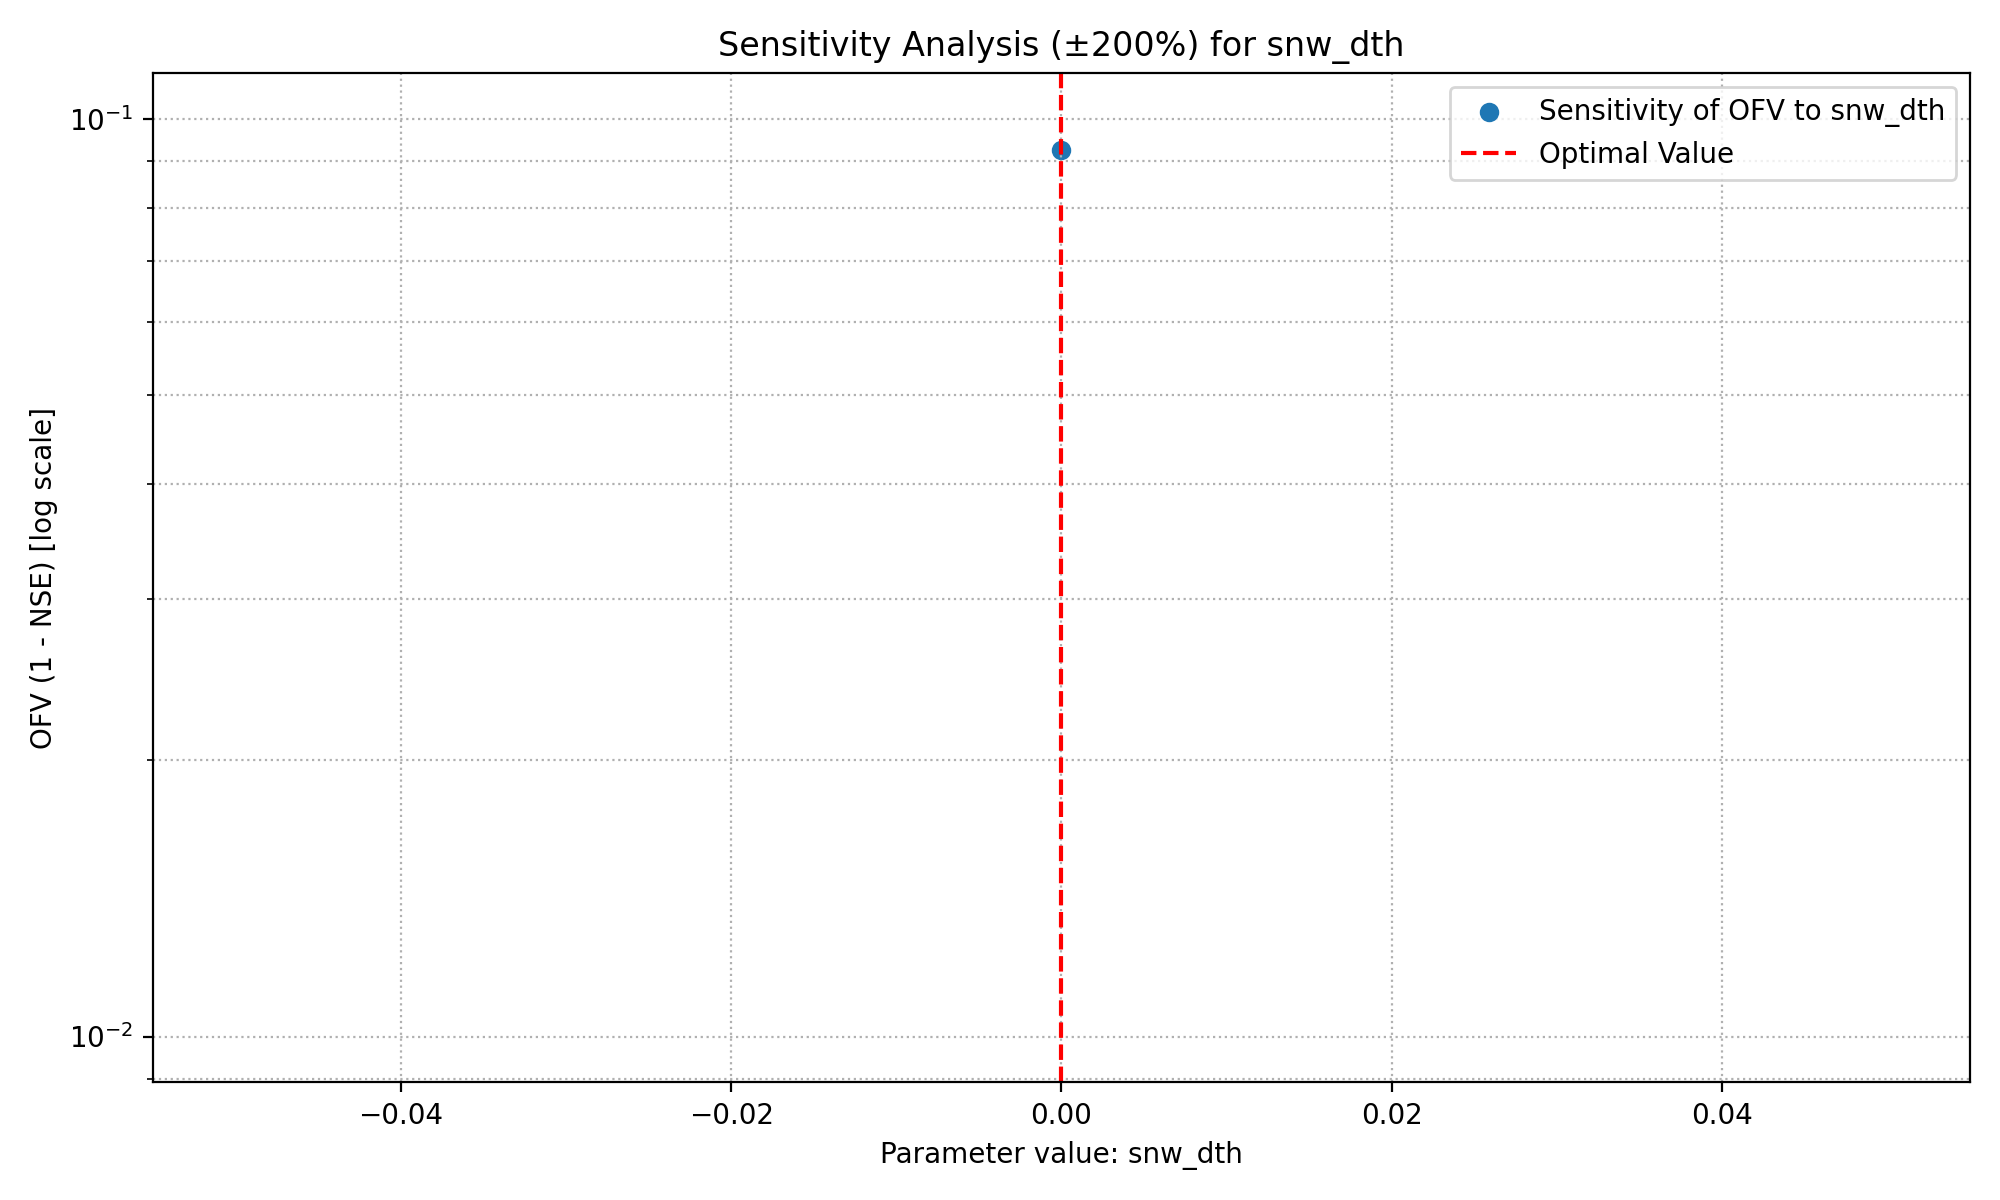 Sensitivity Analysis (±200%) for snw_dth
Sensitivity of OFV to snw_dth
Optimal Value
OFV (1 - NSE) [log scale]
10⁻¹
10⁻²
−0.04 −0.02 0.00 0.02 0.04
Parameter value: snw_dth